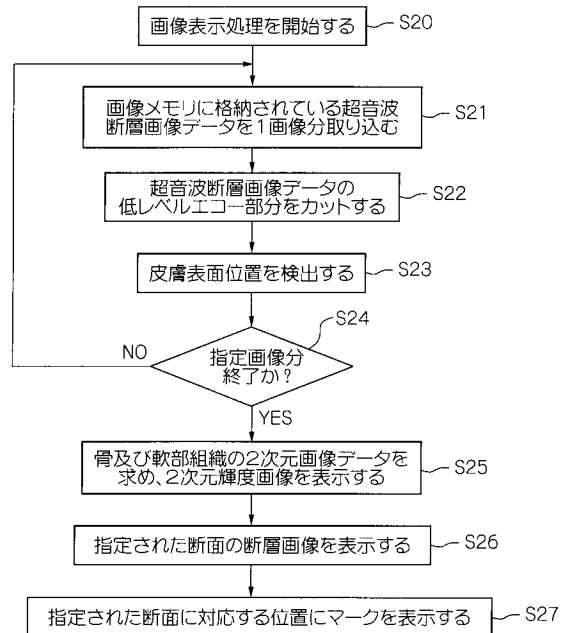 画像表示処理を開始する
S20
画像メモリに格納されている超音波
断層画像データを1画像分取り込む
S21
超音波断層画像データの
低レベルエコー部分をカットする
S22
皮膚表面位置を検出する
S23
S24
指定画像分
終了か?
NO
YES
骨及び軟部組織の2次元画像データを
求め、2次元輝度画像を表示する
S25
指定された断面の断層画像を表示する
S26
指定された断面に対応する位置にマークを表示する
S27